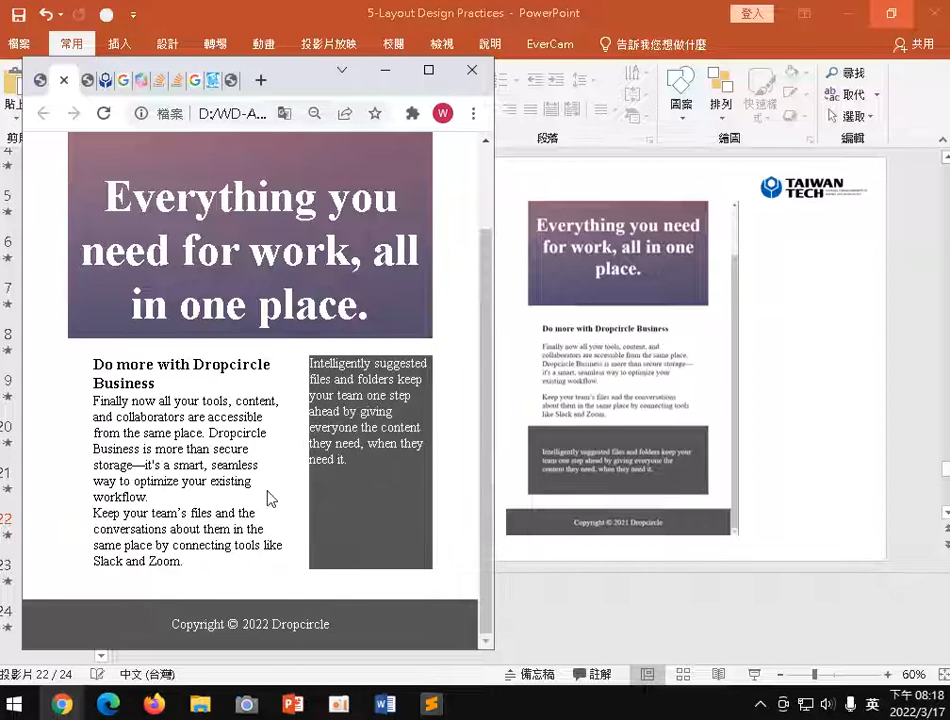 5-Layout Design Practices - PowerPoint
登入
檔案 常用 插入 設計 轉場 動畫 投影片放映 校閱 檢視 說明 EverCam 告訴我您想做什麼 共用
檔案 D:/WD-A...
W
貼上
剪
段落
圖案
排列
快速樣式
繪圖
尋找
取代
選取
編輯
4
5
6
7
8
9
20
21
22
23
24
Everything you
need for work, all
in one place.
Do more with Dropcircle
Business
Finally now all your tools, content,
and collaborators are accessible
from the same place. Dropcircle
Business is more than secure
storage—it's a smart, seamless
way to optimize your existing
workflow.
Keep your team's files and the
conversations about them in the
same place by connecting tools like
Slack and Zoom.
Intelligently suggested
files and folders keep
your team one step
ahead by giving
everyone the content
they need, when they
need it.
Copyright © 2022 Dropcircle
TAIWAN
TECH
Everything you need
for work, all in one
place.
Do more with Dropcircle Business
Finally now all your tools, content, and
collaborators are accessible from the same place.
Dropcircle Business is more than secure storage—
it's a smart, seamless way to optimize your
existing workflow.
Keep your team's files and the conversations
about them in the same place by connecting tools
like Slack and Zoom.
Intelligently suggested files and folders keep your
team one step ahead by giving everyone the
content they need, when they need it.
Copyright © 2021 Dropcircle
投影片 22 / 24 中文 (台灣) 備忘稿 註解 60%
英
下午 08:18
2022/3/17